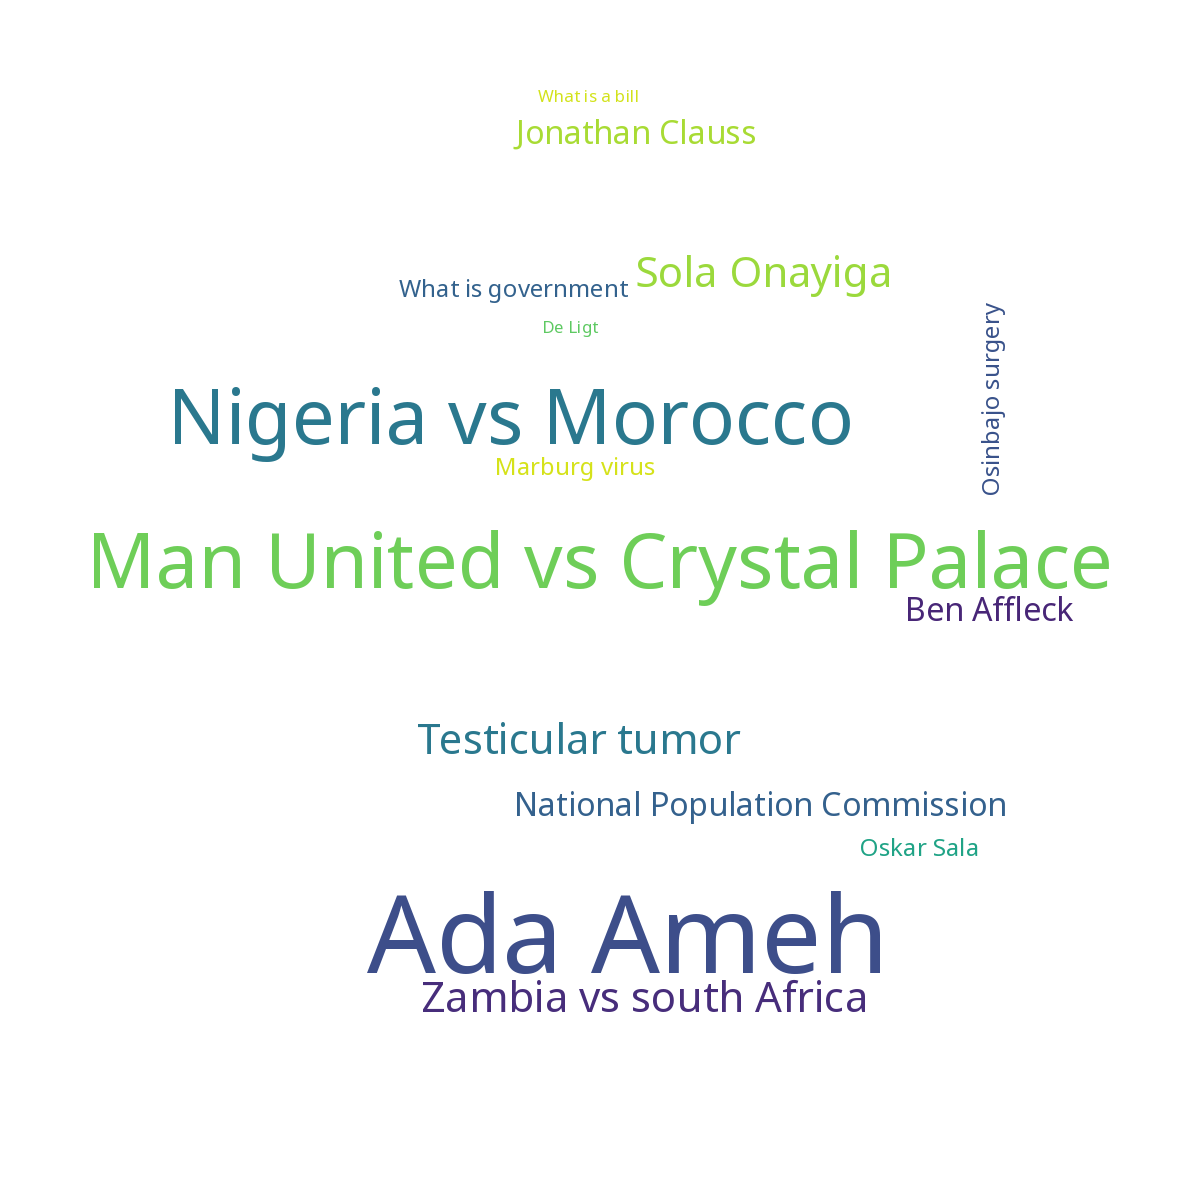 What is a bill
Jonathan Clauss
Sola Onayiga
What is government
De Ligt
Osinbajo surgery
Nigeria vs Morocco
Marburg virus
Man United vs Crystal Palace
Ben Affleck
Testicular tumor
National Population Commission
Oskar Sala
Ada Ameh
Zambia vs south Africa